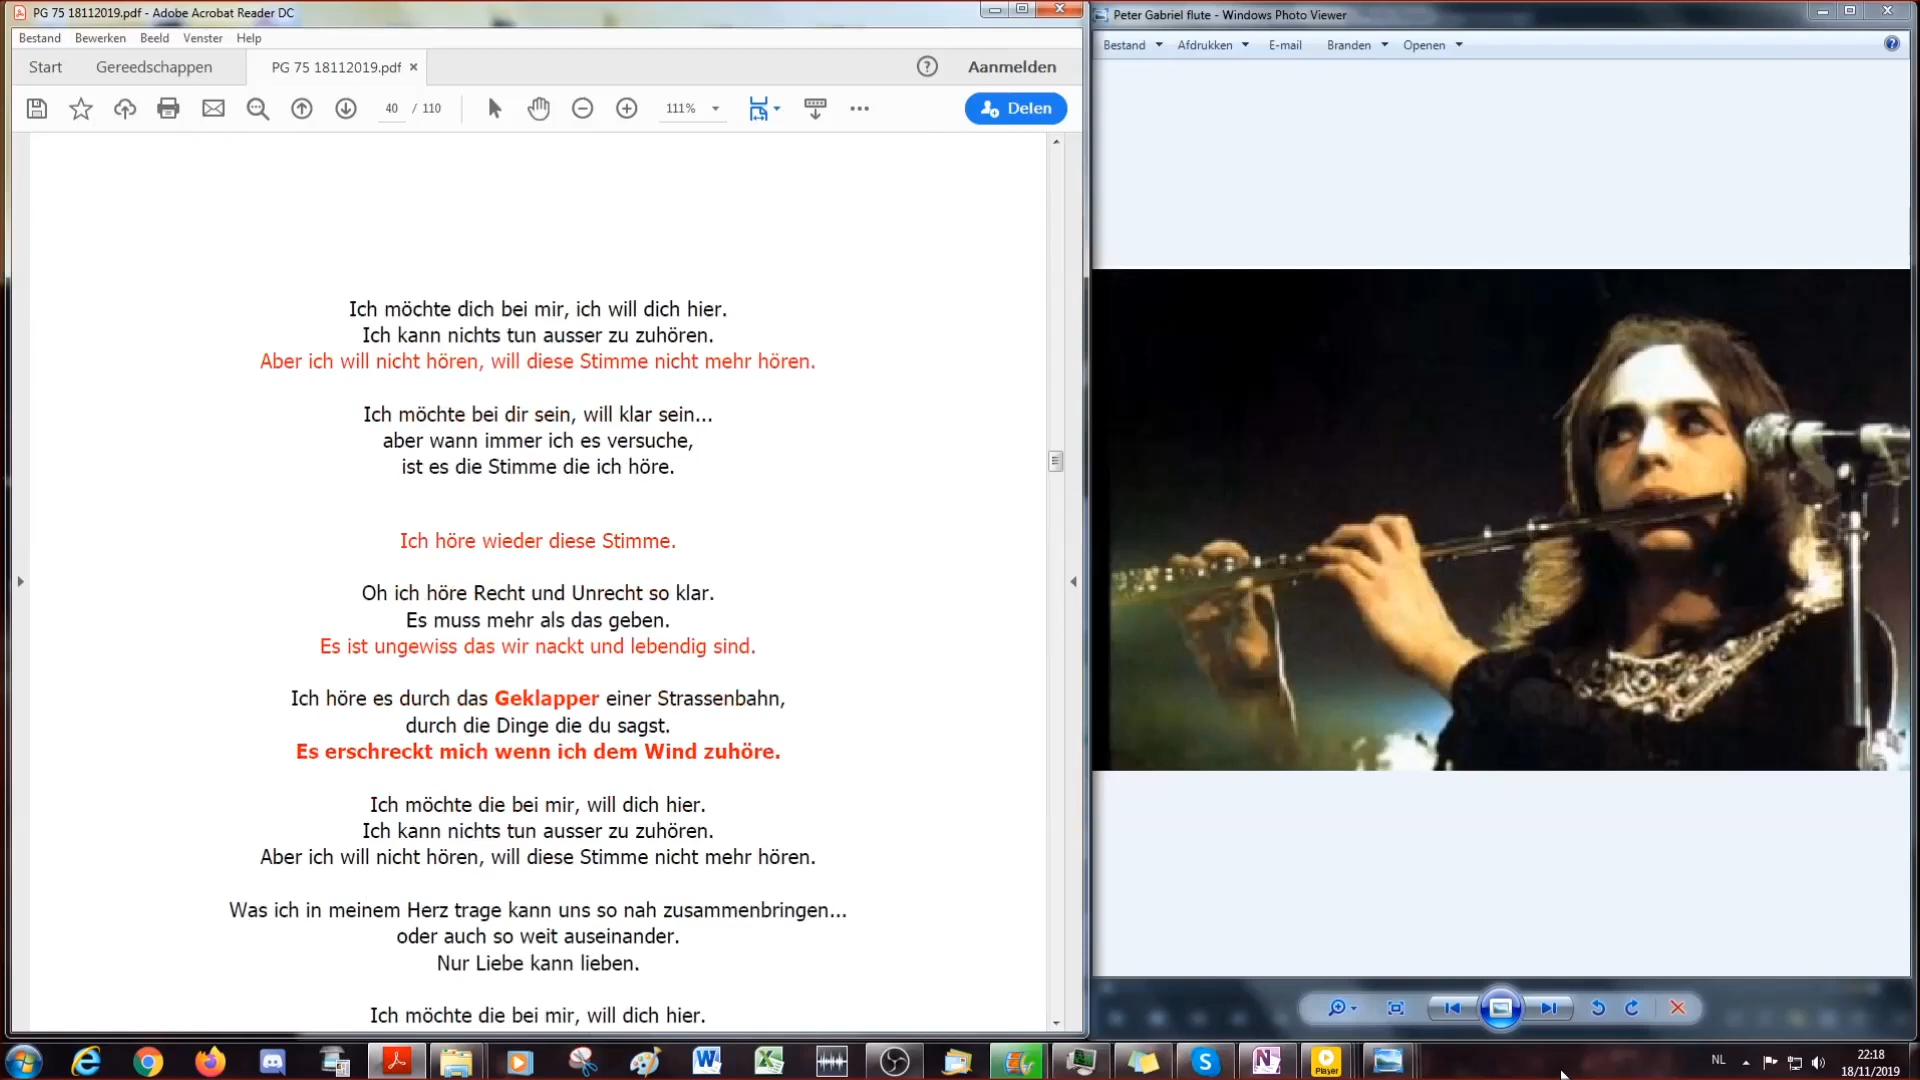 PG 75 18112019.pdf - Adobe Acrobat Reader DC
Bestand Bewerken Beeld Venster Help
Start Gereedschappen PG 75 18112019.pdf × Aanmelden
40 / 110 111% Delen
Ich möchte dich bei mir, ich will dich hier.
Ich kann nichts tun ausser zu zuhören.
Aber ich will nicht hören, will diese Stimme nicht mehr hören.
Ich möchte bei dir sein, will klar sein...
aber wann immer ich es versuche,
ist es die Stimme die ich höre.
Ich höre wieder diese Stimme.
Oh ich höre Recht und Unrecht so klar.
Es muss mehr als das geben.
Es ist ungewiss das wir nackt und lebendig sind.
Ich höre es durch das Geklapper einer Strassenbahn,
durch die Dinge die du sagst.
Es erschreckt mich wenn ich dem Wind zuhöre.
Ich möchte die bei mir, will dich hier.
Ich kann nichts tun ausser zu zuhören.
Aber ich will nicht hören, will diese Stimme nicht mehr hören.
Was ich in meinem Herz trage kann uns so nah zusammenbringen...
oder auch so weit auseinander.
Nur Liebe kann lieben.
Ich möchte die bei mir, will dich hier.
Peter Gabriel flute - Windows Photo Viewer
Bestand Afdrukken E-mail Branden Openen
Player
NL
22:18
18/11/2019